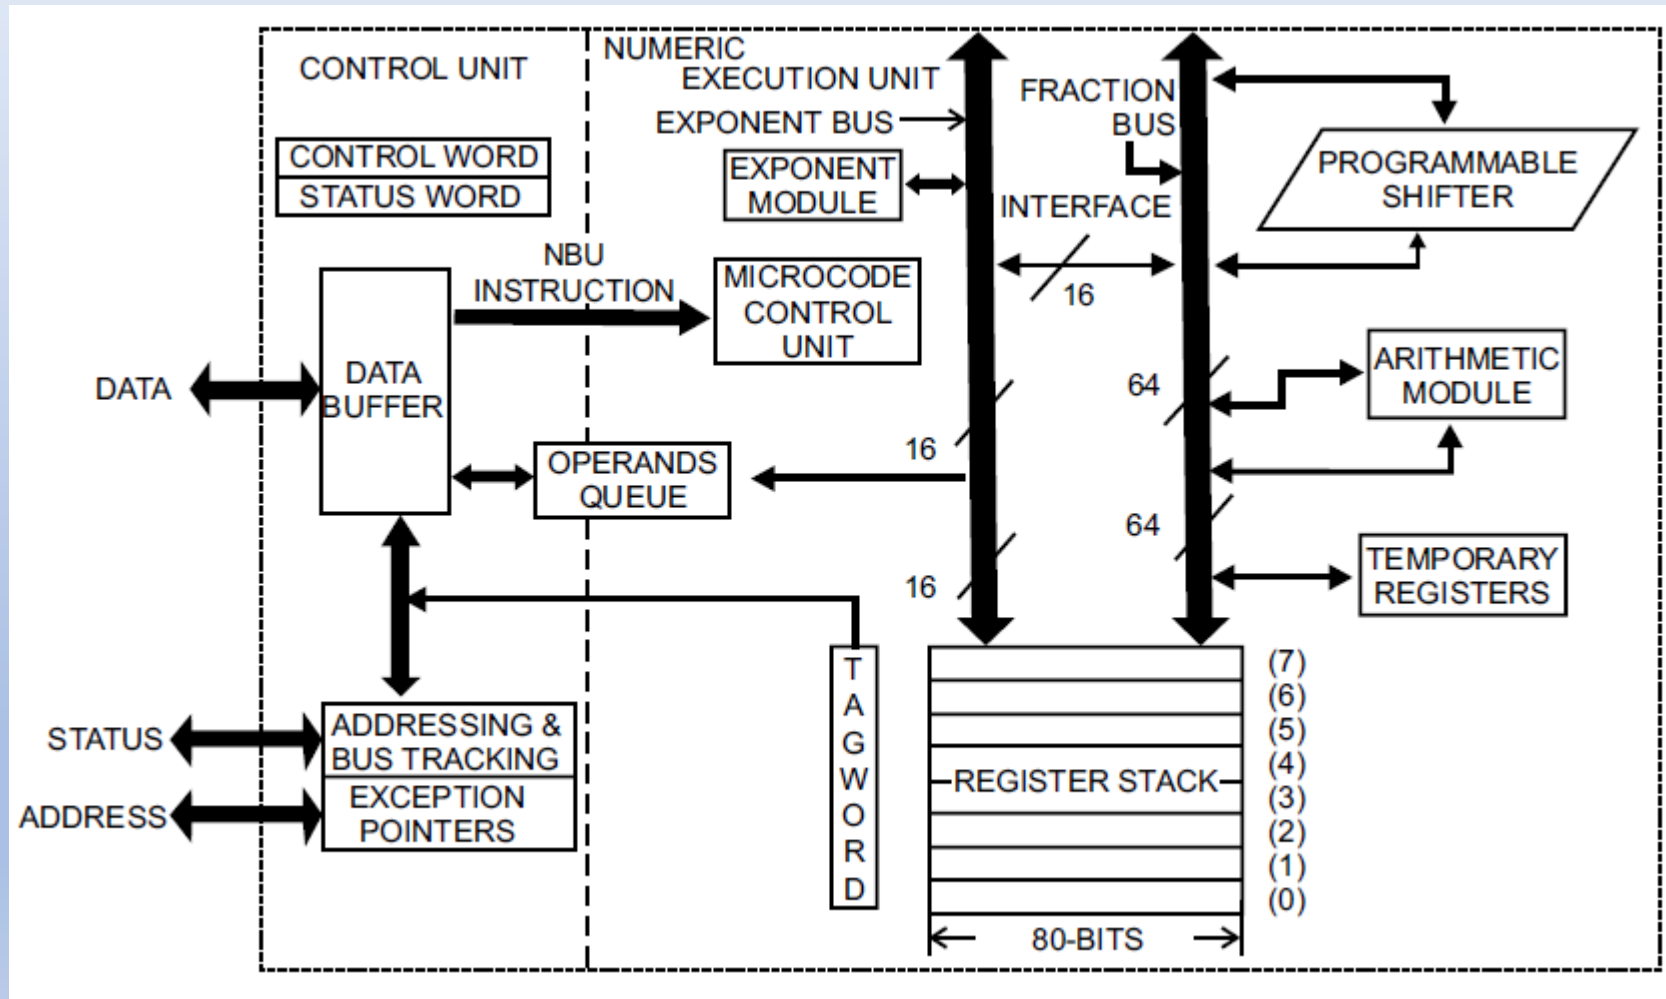 CONTROL UNIT
NUMERIC
EXECUTION UNIT
EXPONENT BUS
FRACTION
BUS
CONTROL WORD
STATUS WORD
EXPONENT
MODULE
INTERFACE
16
PROGRAMMABLE
SHIFTER
NBU
INSTRUCTION
MICROCODE
CONTROL
UNIT
DATA
DATA
BUFFER
OPERANDS
QUEUE
16
16
64
64
ARITHMETIC
MODULE
TEMPORARY
REGISTERS
STATUS
ADDRESS
ADDRESSING &
BUS TRACKING
EXCEPTION
POINTERS
T
A
G
W
O
R
D
REGISTER STACK
(7)
(6)
(5)
(4)
(3)
(2)
(1)
(0)
80-BITS